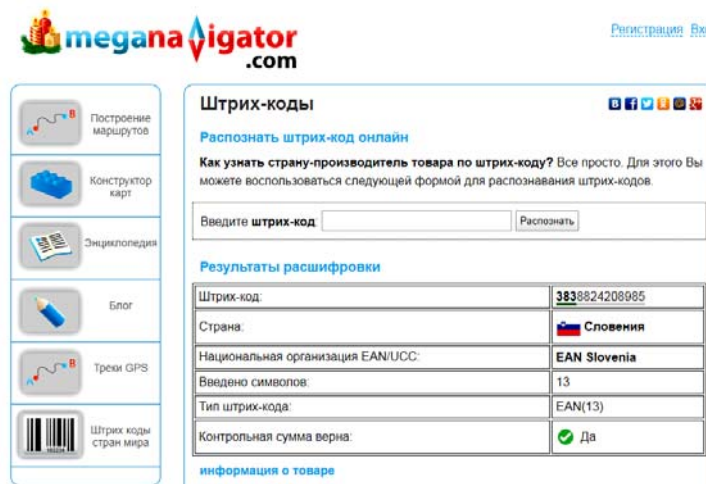 meganavigator
.com
Регистрация
A B Построение
маршрутов
Конструктор
карт
Энциклопедия
Блог
A B Треки GPS
Штрих коды
стран мира
Штрих-коды
Распознать штрих-код онлайн
Как узнать страну-производитель товара по штрих-коду? Все просто. Для этого Вы
можете воспользоваться следующей формой для распознавания штрих-кодов.
Введите штрих-код: Распознать
Результаты расшифровки
Штрих-код: 3838824208985
Страна: Словения
Национальная организация EAN/UCC: EAN Slovenia
Введено символов: 13
Тип штрих-кода: EAN(13)
Контрольная сумма верна: Да
информация о товаре